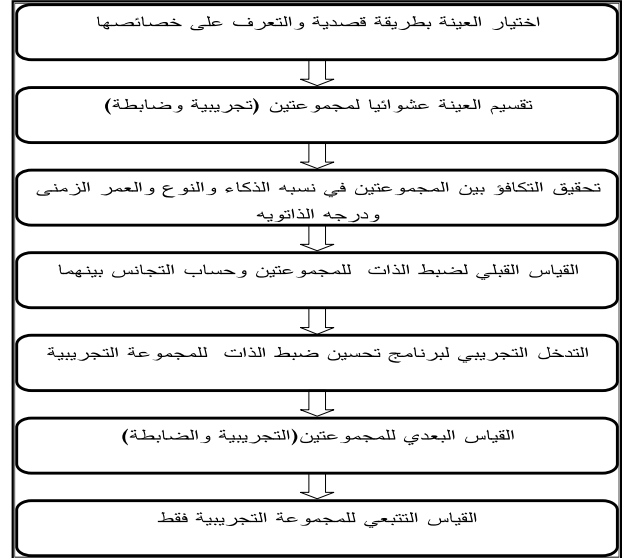 اختيار العينة بطريقة قصدية والتعرف على خصائصها
تقسيم العينة عشوائيا لمجموعتين (تجريبية وضابطة)
تحقيق التكافؤ بين المجموعتين في نسبه الذكاء والنوع والعمر الزمنى
ودرجه الذاتويه
القياس القبلي لضبط الذات للمجموعتين وحساب التجانس بينهما
التدخل التجريبي لبرنامج تحسين ضبط الذات للمجموعة التجريبية
القياس البعدي للمجموعتين(التجريبية والضابطة)
القياس التتبعي للمجموعة التجريبية فقط